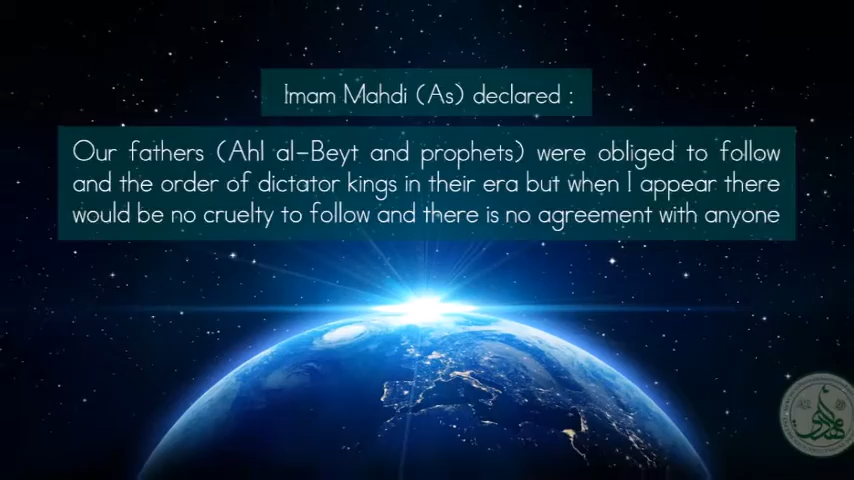 Imam Mahdi (As) declared :
Our fathers (Ahl al-Beyt and prophets) were obliged to follow
and the order of dictator kings in their era but when I appear there
would be no cruelty to follow and there is no agreement with anyone